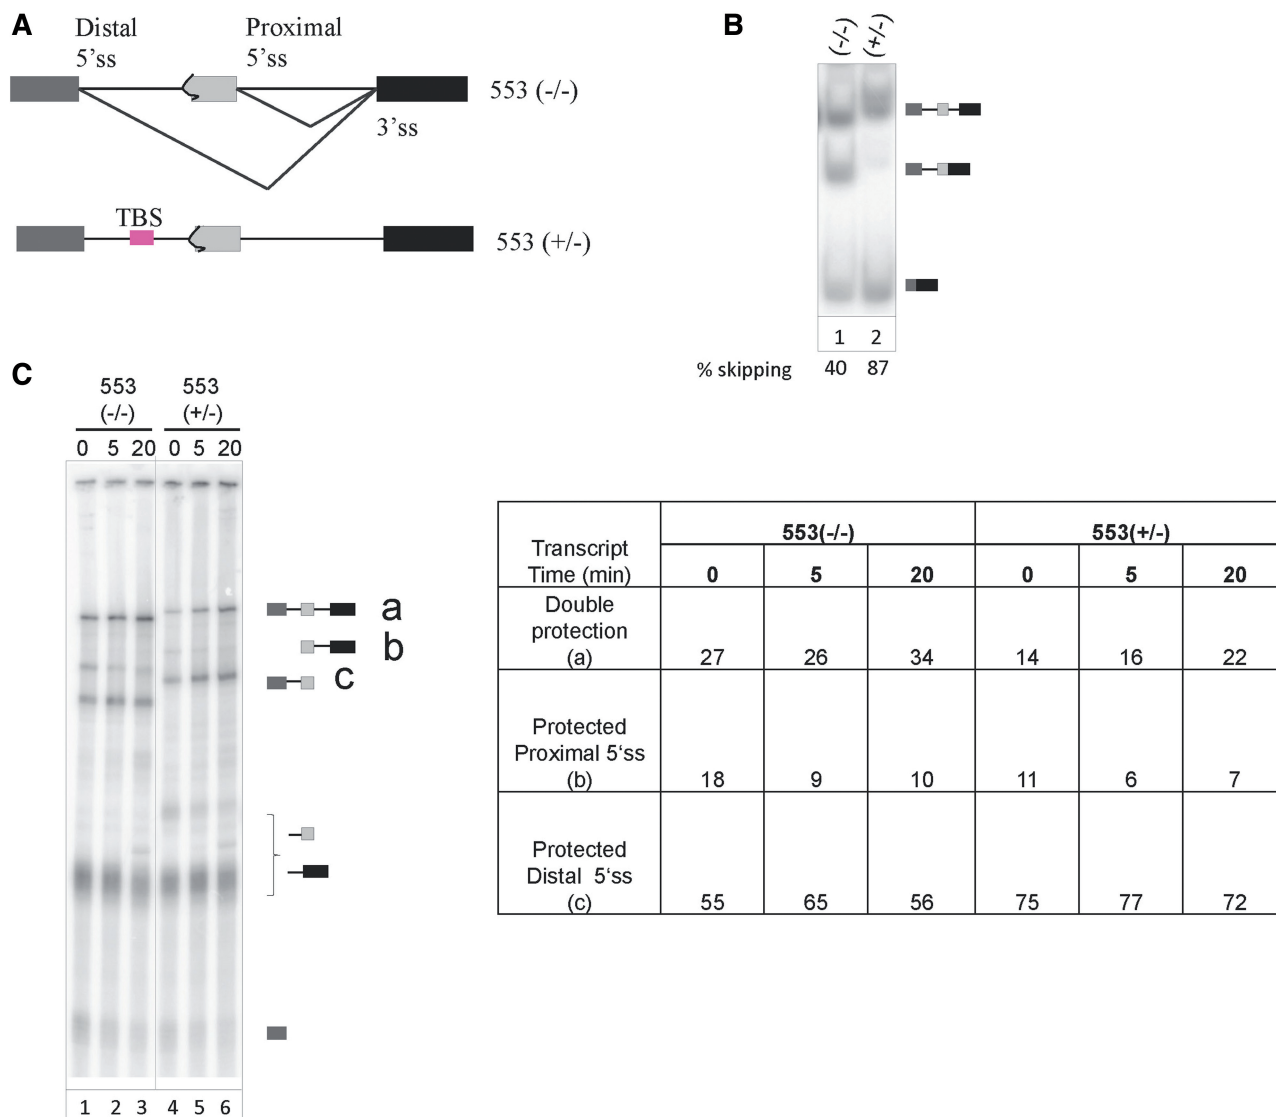 A
Distal
5'ss
Proximal
5'ss
553 (-/-)
3'ss
TBS
553 (+/-)
B
(-/-)
(+/-)
1 2
% skipping 40 87
C
553 553
(-/-) (+/-)
0 5 20 0 5 20
a
b
c
1 2 3 4 5 6
553(-/-) 553(+/-)
Transcript
Time (min) 0 5 20 0 5 20
Double
protection
(a) 27 26 34 14 16 22
Protected
Proximal 5'ss
(b) 18 9 10 11 6 7
Protected
Distal 5'ss
(c) 55 65 56 75 77 72